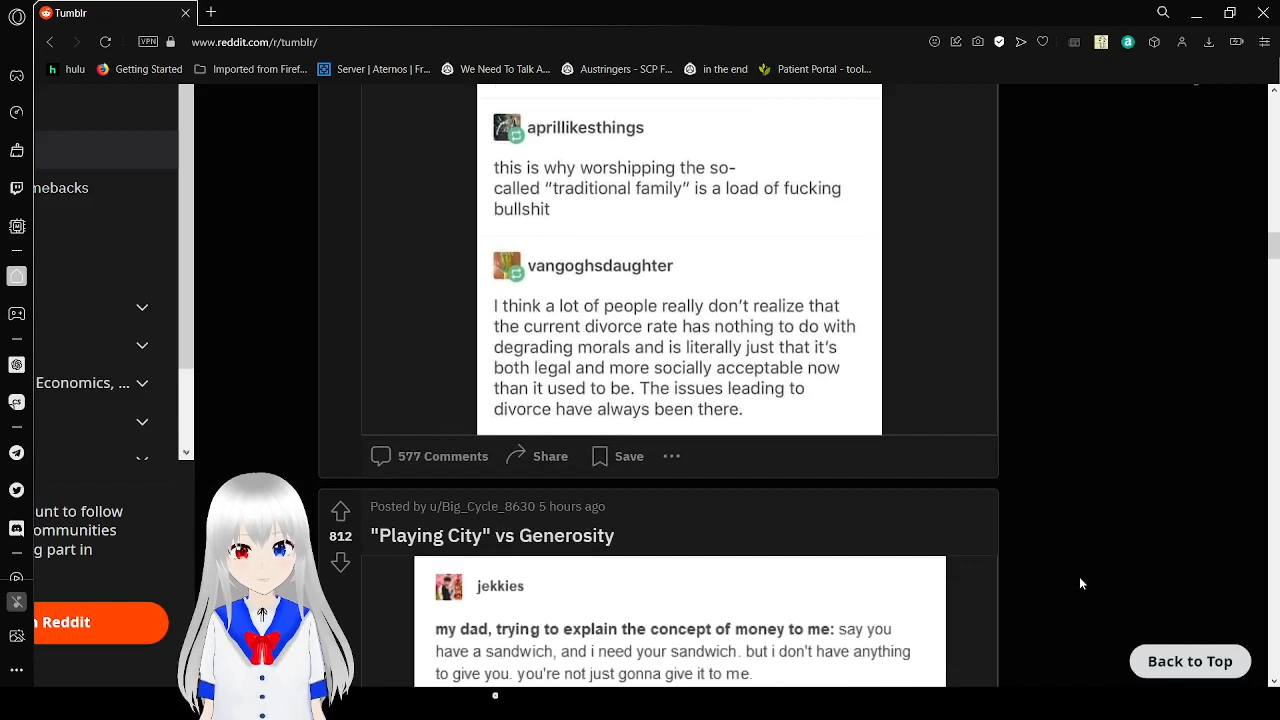 Tumblr
VPN
www.reddit.com/r/tumblr/
hulu
Getting Started
Imported from Firef...
Server | Aternos | Fr...
We Need To Talk A...
Austringers - SCP F...
in the end
Patient Portal - tool...
aprillikesthings
this is why worshipping the so-
called “traditional family” is a load of fucking
bullshit
mebacks
vangoghsdaughter
I think a lot of people really don’t realize that
the current divorce rate has nothing to do with
degrading morals and is literally just that it’s
both legal and more socially acceptable now
than it used to be. The issues leading to
divorce have always been there.
Economics, ...
577 Comments
Share
Save
unt to follow
ommunities
g part in
n Reddit
Posted by u/Big_Cycle_8630 5 hours ago
812
"Playing City" vs Generosity
jekkies
my dad, trying to explain the concept of money to me: say you
have a sandwich, and i need your sandwich. but i don't have anything
to give you. you're not just gonna give it to me.
Back to Top